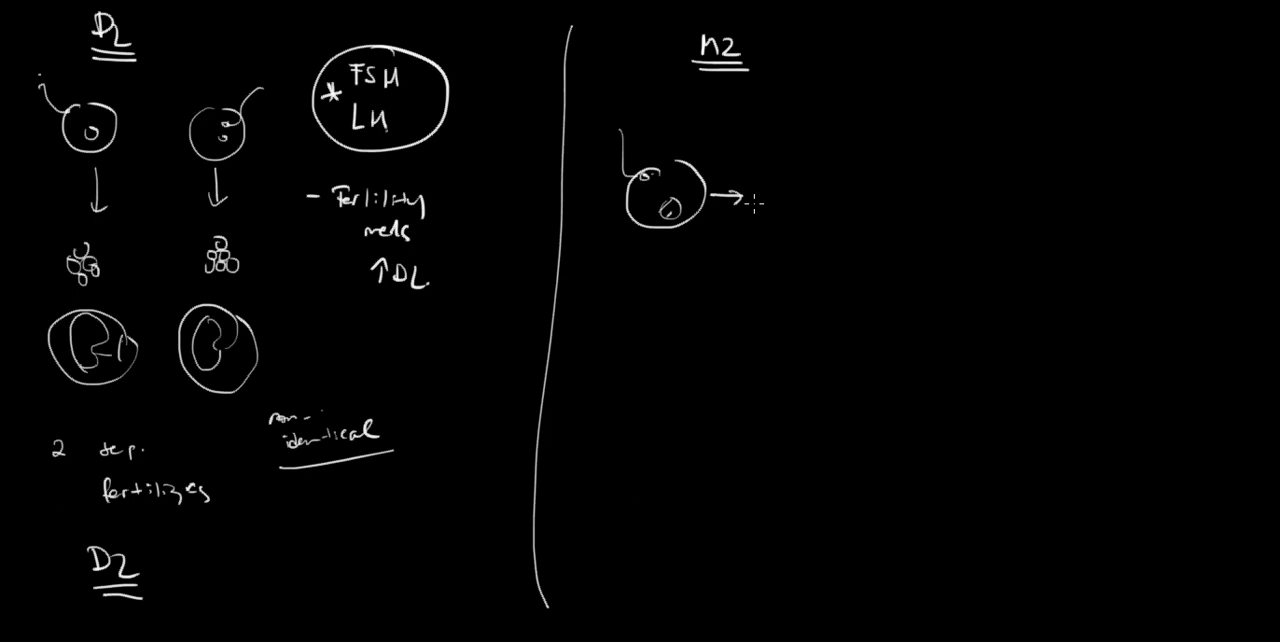 DZ
* FSH
LH
- Fertility
meds
↑DZ.
2 sep.
fertilizes
non-
identical
DZ
MZ